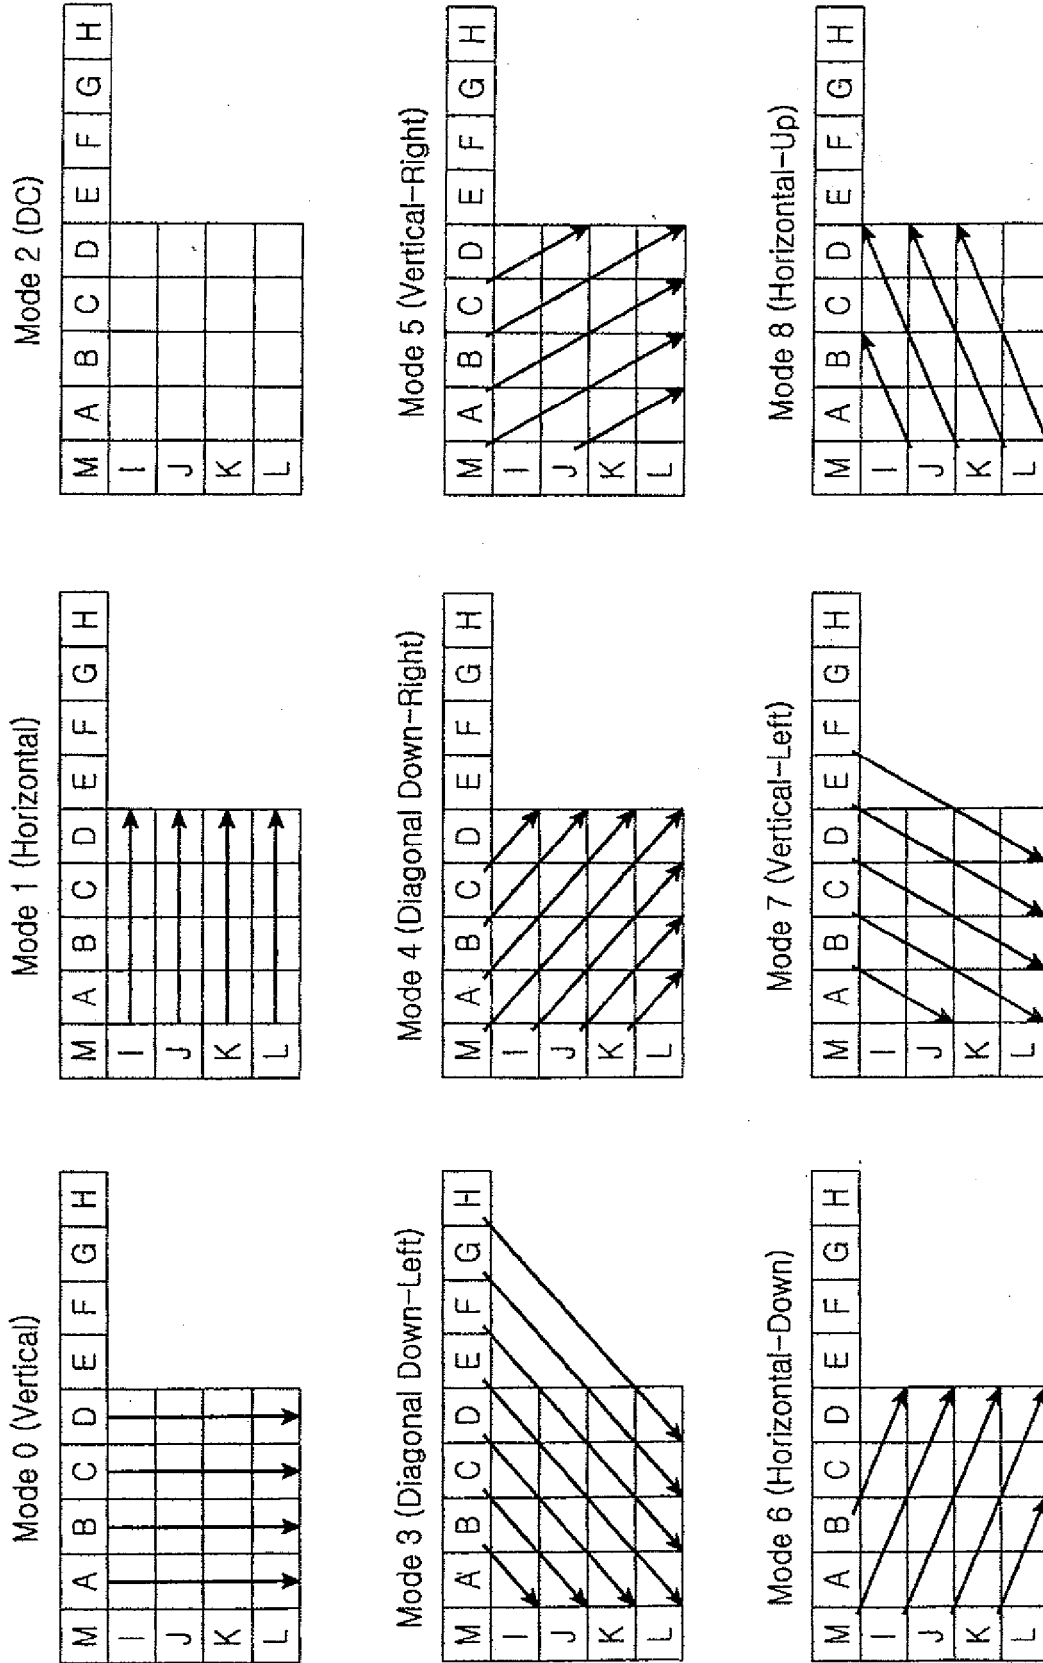 Mode 0 (Vertical)
M A B C D E F G H
I
J
K
L
Mode 1 (Horizontal)
M A B C D E F G H
I
J
K
L
Mode 2 (DC)
M A B C D E F G H
I
J
K
L
Mode 3 (Diagonal Down-Left)
M A B C D E F G H
I
J
K
L
Mode 4 (Diagonal Down-Right)
M A B C D E F G H
I
J
K
L
Mode 5 (Vertical-Right)
M A B C D E F G H
I
J
K
L
Mode 6 (Horizontal-Down)
M A B C D E F G H
I
J
K
L
Mode 7 (Vertical-Left)
M A B C D E F G H
I
J
K
L
Mode 8 (Horizontal-Up)
M A B C D E F G H
I
J
K
L